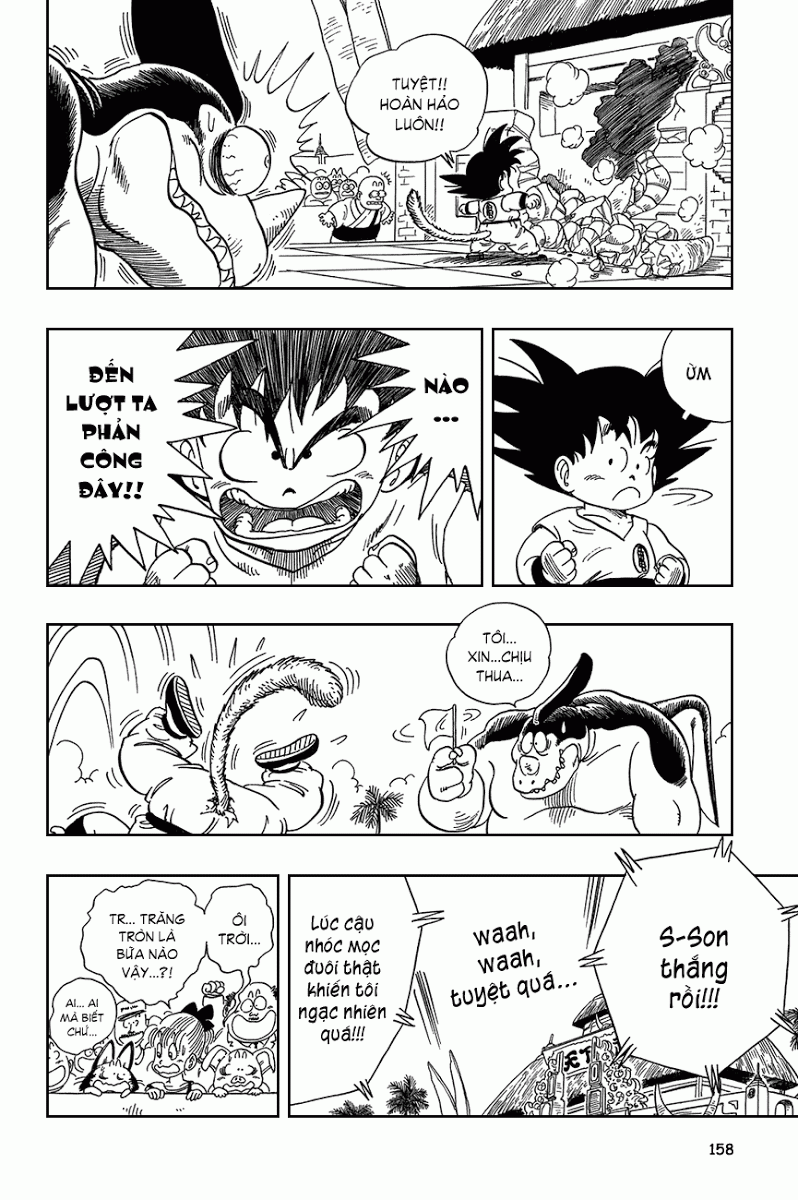 TUYỆT!!
HOÀN HẢO
LUÔN!!
ỪM
NÀO
...
ĐẾN
LƯỢT TA
PHẢN
CÔNG
ĐÂY!!
TÔI...
XIN...CHỊU
THUA...
S-Son
thắng
rồi!!!
waah,
waah,
tuyệt quá...
Lúc cậu
nhóc mọc
đuôi thật
khiến tôi
ngạc nhiên
quá!!!
天下
ÔI
TRỜI...
TR... TRĂNG
TRÒN LÀ
BỮA NÀO
VẬY...?!
AI... AI
MÀ BIẾT
CHỨ...
158